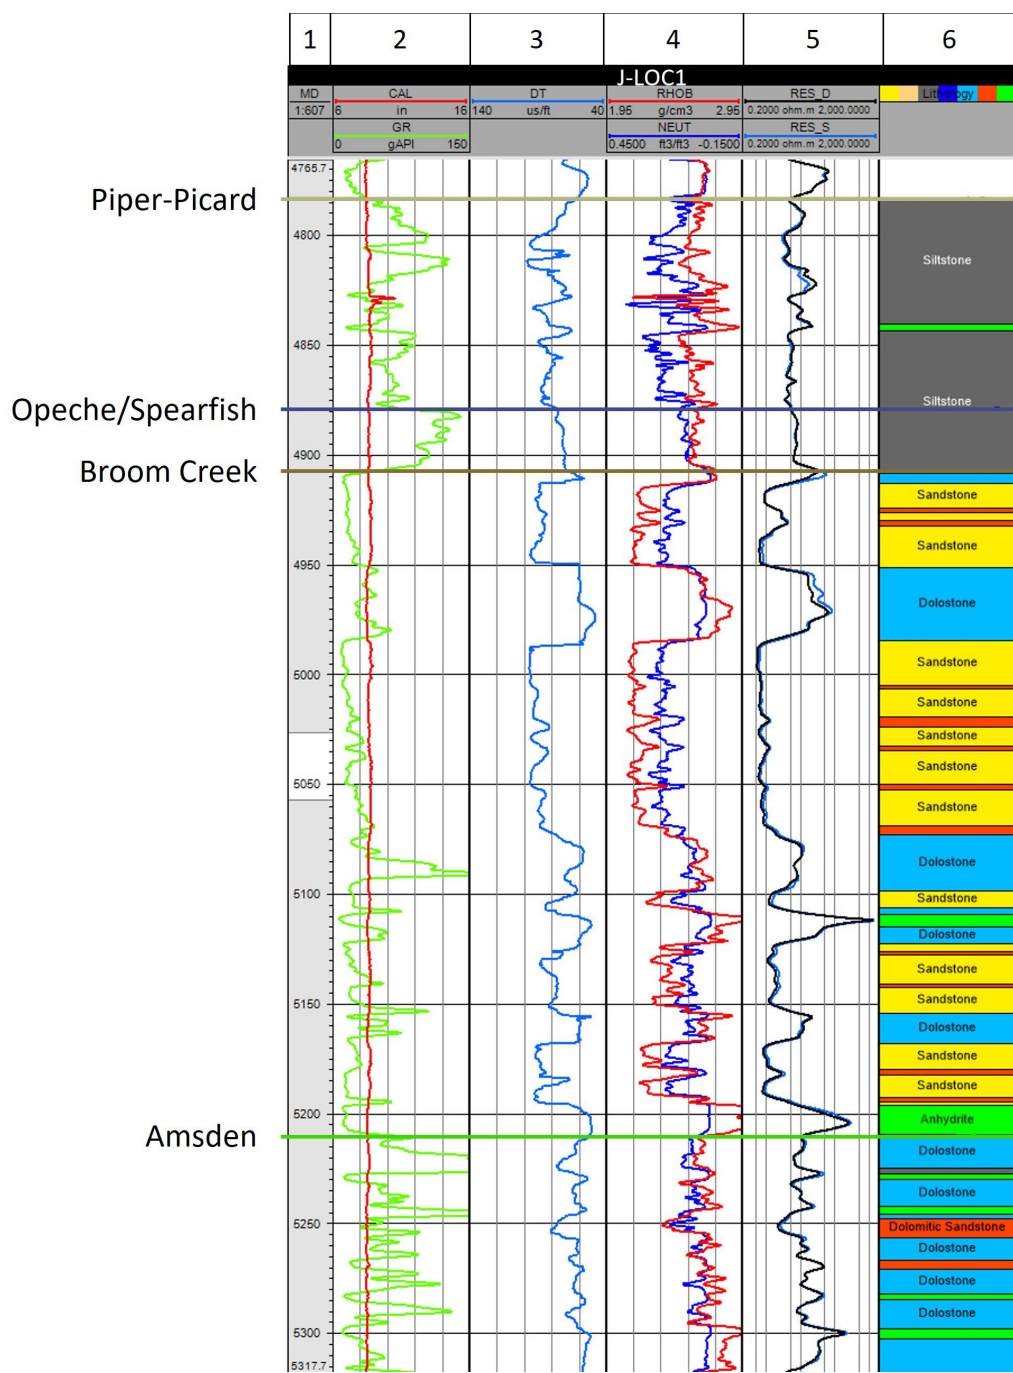 1 2 3 4 5 6
J-LOC1
MD CAL DT RHOB RES_D Lithology
1:607 6 in 16 140 us/ft 40 1.95 g/cm3 2.95 0.2000 ohm.m 2,000.0000
GR NEUT RES_S
0 gAPI 150 0.4500 ft3/ft3 -0.1500 0.2000 ohm.m 2,000.0000
4765.7
Piper-Picard
4800
Siltstone
4850
Siltstone
Opeche/Spearfish
4900
Broom Creek
Sandstone
Sandstone
4950
Dolostone
Sandstone
5000
Sandstone
Sandstone
Sandstone
5050
Sandstone
Dolostone
5100
Sandstone
Dolostone
Sandstone
5150
Sandstone
Dolostone
Sandstone
Sandstone
5200
Anhydrite
Amsden
Dolostone
Dolostone
5250
Dolomitic Sandstone
Dolostone
Dolostone
Dolostone
5300
5317.7